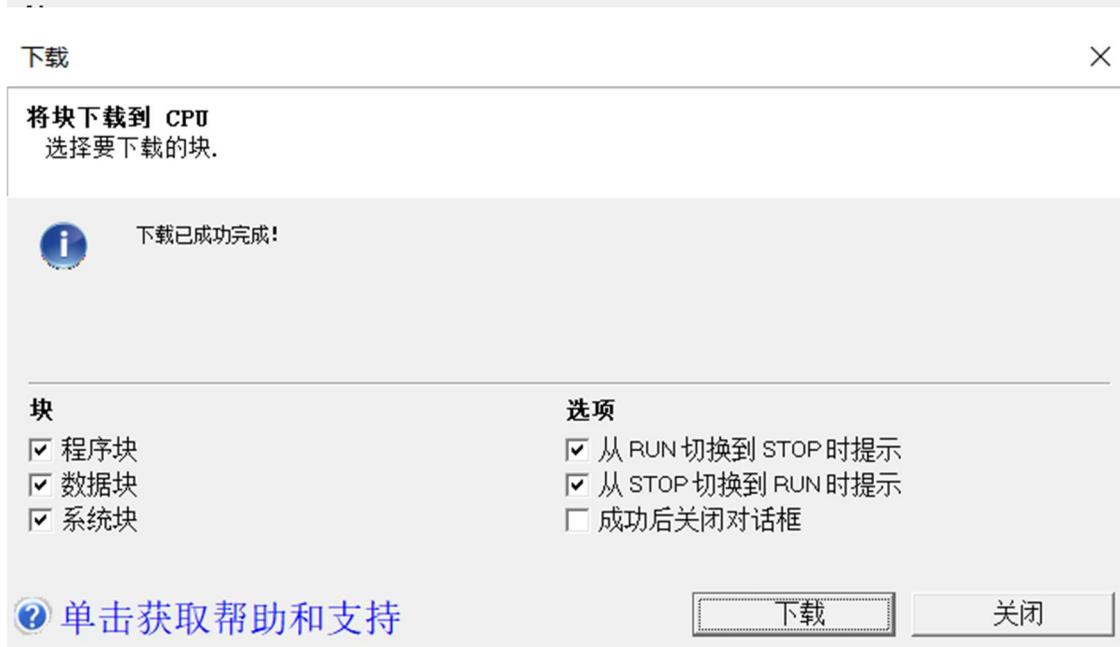 下载
将块下载到 CPU
选择要下载的块.
下载已成功完成!
块
选项
程序块
从 RUN 切换到 STOP 时提示
数据块
从 STOP 切换到 RUN 时提示
系统块
成功后关闭对话框
单击获取帮助和支持
下载
关闭